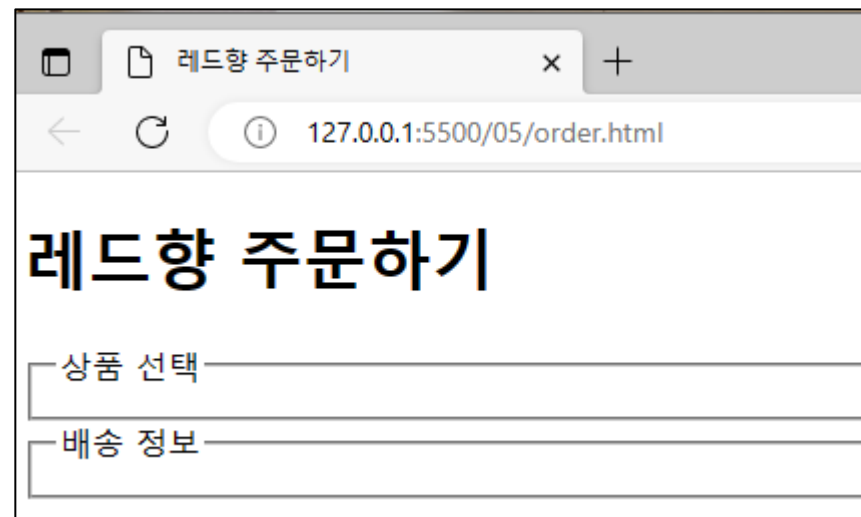 레드향 주문하기
127.0.0.1:5500/05/order.html
레드향 주문하기
상품 선택
배송 정보